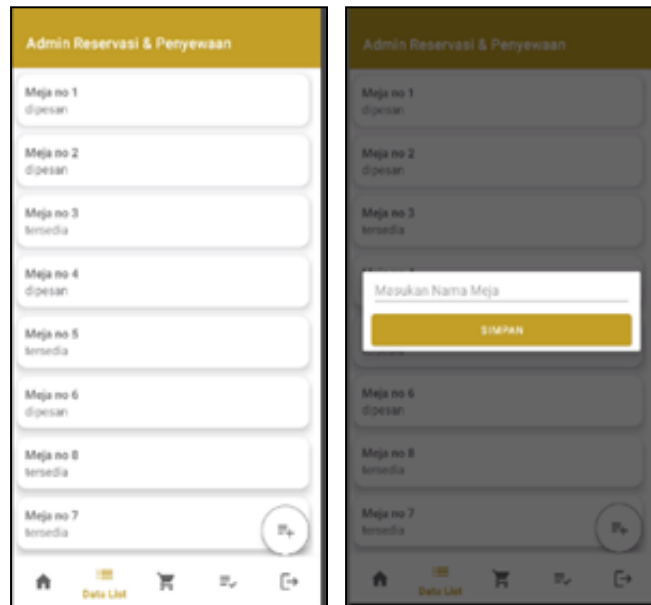 Admin Reservasi & Penyewaan
Meja no 1
dipesan
Meja no 2
dipesan
Meja no 3
tersedia
Meja no 4
dipesan
Meja no 5
tersedia
Meja no 6
dipesan
Meja no 8
tersedia
Meja no 7
tersedia
Data List
Admin Reservasi & Penyewaan
Meja no 1
dipesan
Meja no 2
dipesan
Meja no 3
tersedia
Masukan Nama Meja
SIMPAN
Meja no 6
dipesan
Meja no 8
tersedia
Meja no 7
tersedia
Data List